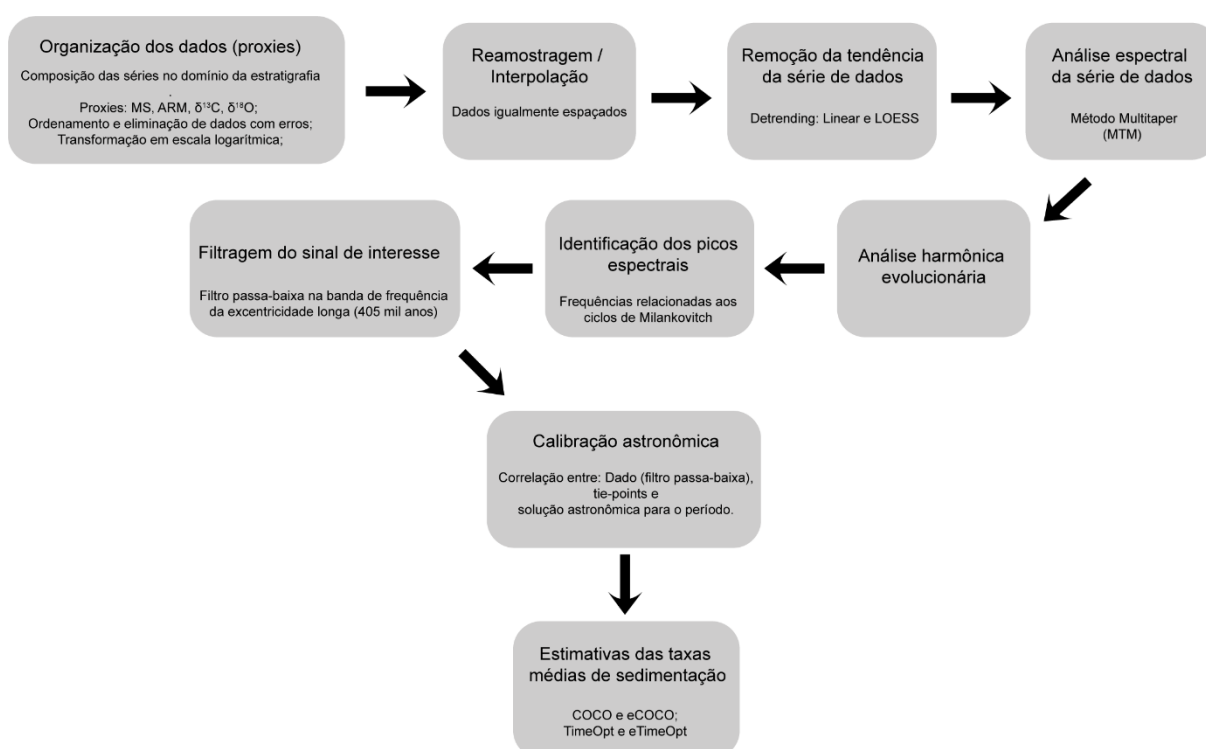 Organização dos dados (proxies)
Composição das séries no domínio da estratigrafia
.
Proxies: MS, ARM, δ¹³C, δ¹⁸O;
Ordenamento e eliminação de dados com erros;
Transformação em escala logarítmica;
Reamostragem /
Interpolação
Dados igualmente espaçados
Remoção da tendência
da série de dados
Detrending: Linear e LOESS
Análise espectral
da série de dados
Método Multitaper
(MTM)
Análise harmônica
evolucionária
Identificação dos picos
espectrais
Frequências relacionadas aos
ciclos de Milankovitch
Filtragem do sinal de interesse
Filtro passa-baixa na banda de frequência
da excentricidade longa (405 mil anos)
Calibração astronômica
Correlação entre: Dado (filtro passa-baixa),
tie-points e
solução astronômica para o período.
Estimativas das taxas
médias de sedimentação
COCO e eCOCO;
TimeOpt e eTimeOpt